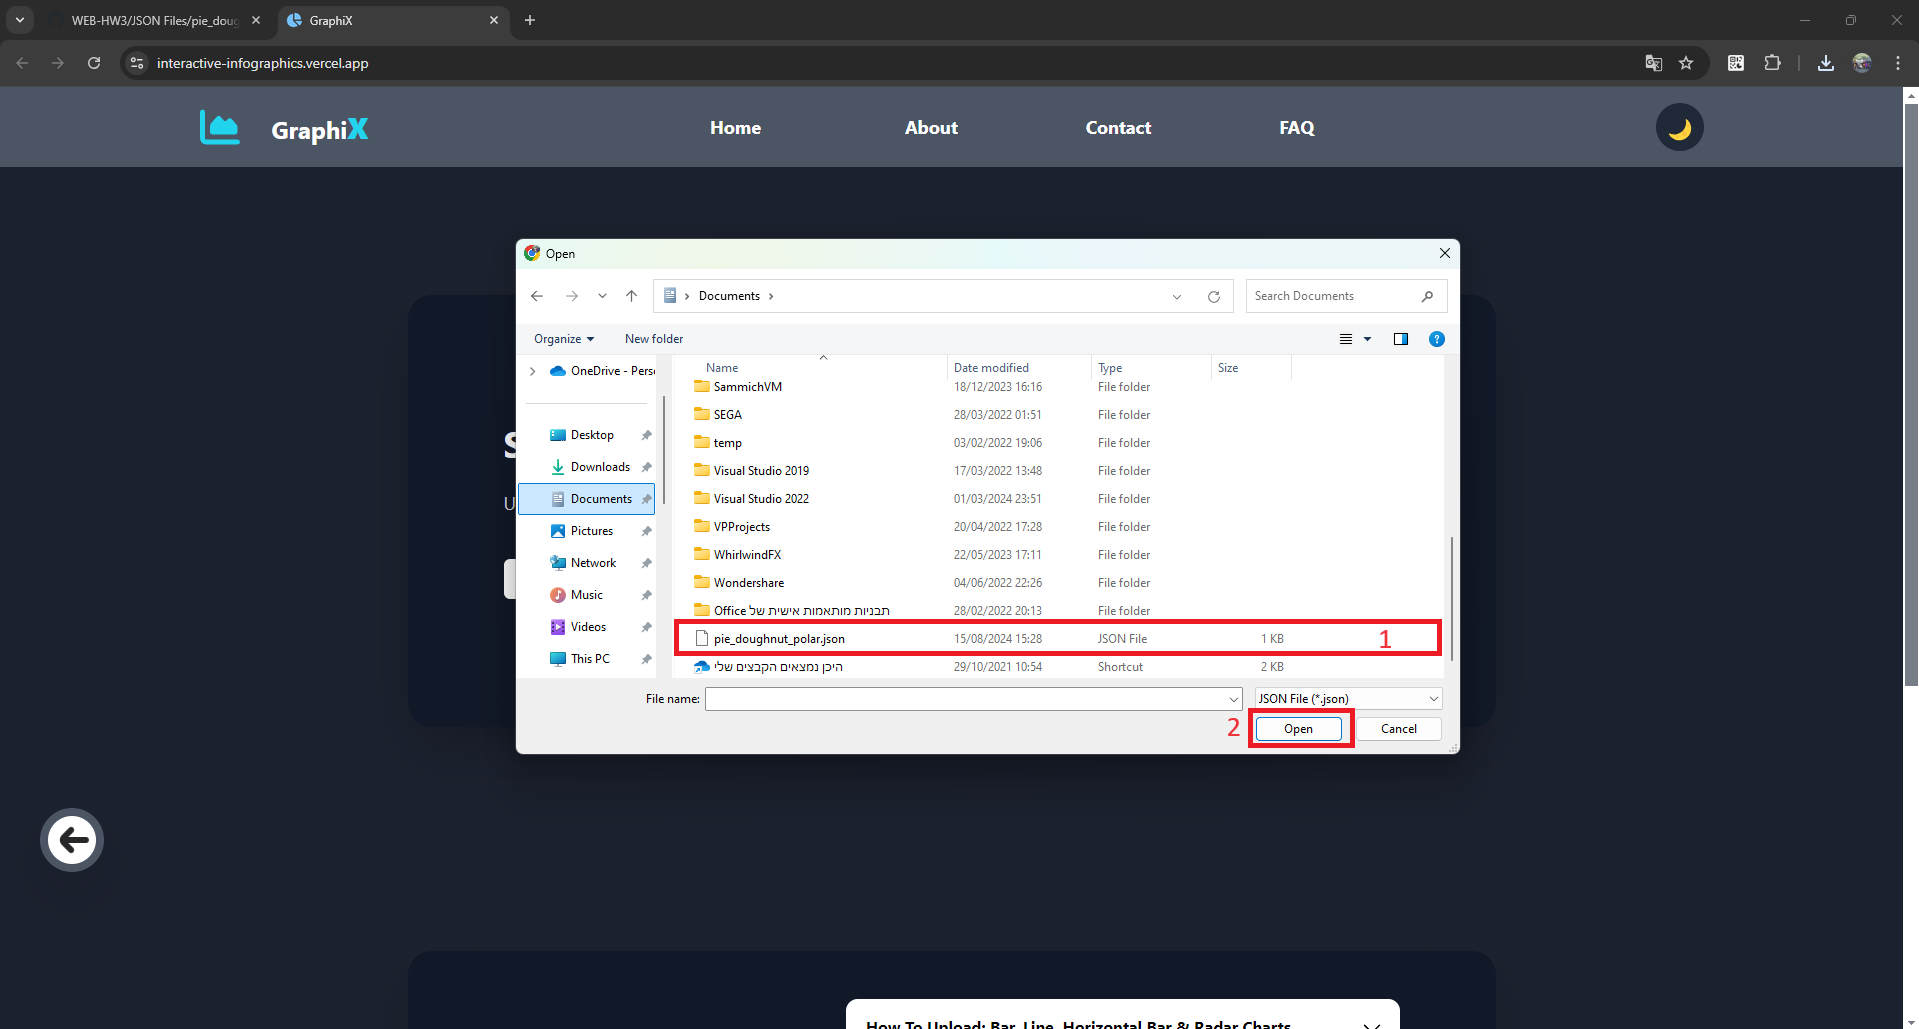 WEB-HW3/JSON Files/pie_doug
GraphiX
interactive-infographics.vercel.app
GraphiX
Home
About
Contact
FAQ
Open
Documents
Search Documents
Organize
New folder
Name
Date modified
Type
Size
OneDrive - Pers
Desktop
Downloads
Documents
Pictures
Network
Music
Videos
This PC
SammichVM 18/12/2023 16:16 File folder
SEGA 28/03/2022 01:51 File folder
temp 03/02/2022 19:06 File folder
Visual Studio 2019 17/03/2022 13:48 File folder
Visual Studio 2022 01/03/2024 23:51 File folder
VPProjects 20/04/2022 17:28 File folder
WhirlwindFX 22/05/2023 17:11 File folder
Wondershare 04/06/2022 22:26 File folder
תבניות מותאמות אישית של Office 28/02/2022 20:13 File folder
pie_doughnut_polar.json 15/08/2024 15:28 JSON File 1 KB 1
היכן נמצאים הקבצים שלי 29/10/2021 10:54 Shortcut 2 KB
File name:
JSON File (*.json)
2
Open
Cancel
S
U
How To Upload: Bar, Line, Horizontal Bar & Radar Charts